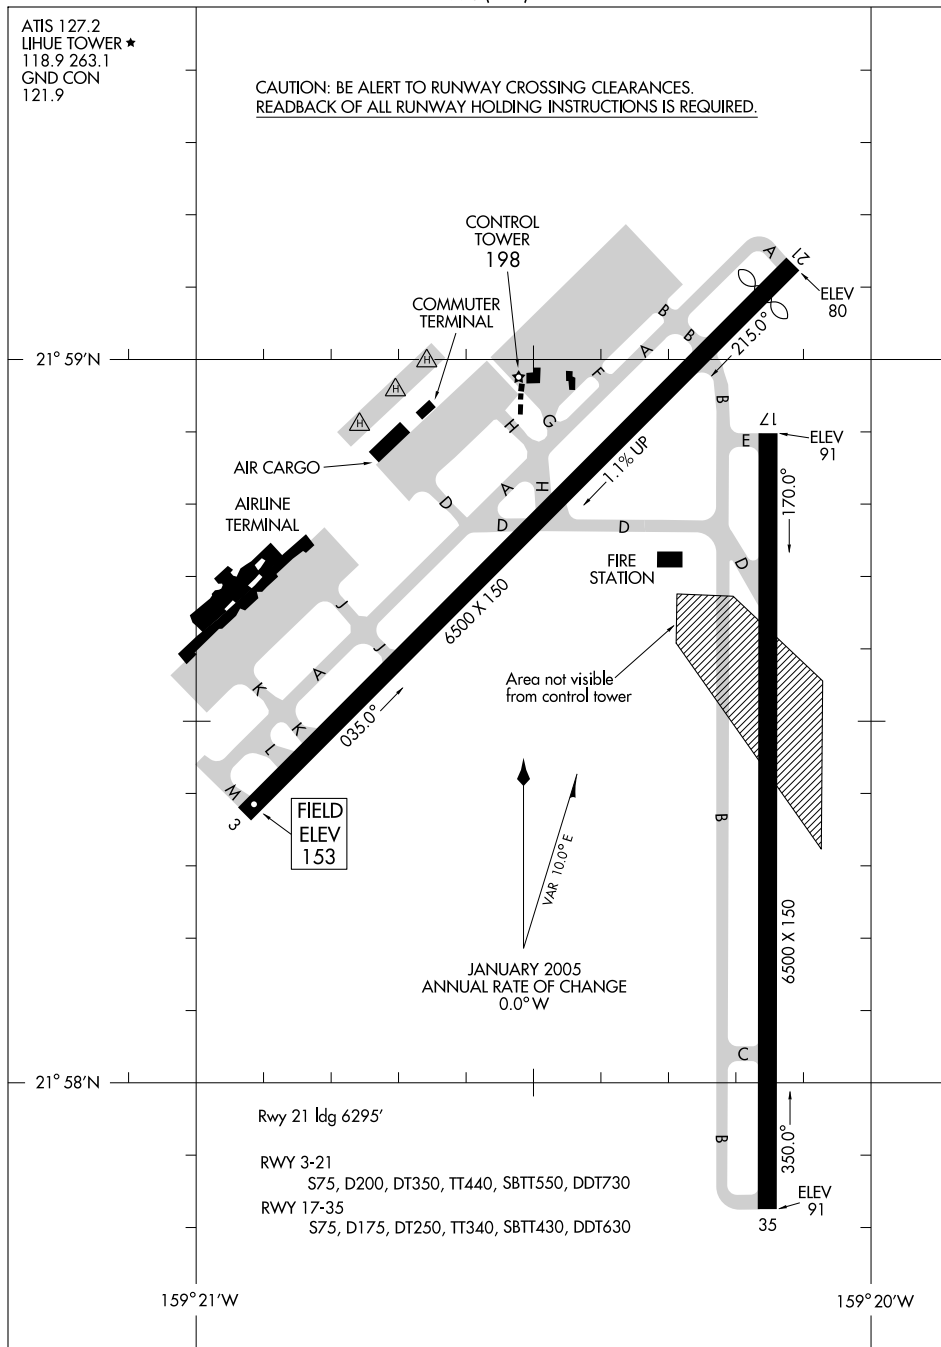 ATIS 127.2
LIHUE TOWER ★
118.9 263.1
GND CON
121.9
CAUTION: BE ALERT TO RUNWAY CROSSING CLEARANCES.
READBACK OF ALL RUNWAY HOLDING INSTRUCTIONS IS REQUIRED.
CONTROL
TOWER
198
COMMUTER
TERMINAL
A
21
ELEV
80
B
B
215.0°
21°59'N
H
H
H
F
A
B
17
ELEV
91
E
G
H
AIR CARGO
1.1% UP
170.0°
AIRLINE
TERMINAL
D
A
H
D
D
FIRE
STATION
D
6500 X 150
J
J
Area not visible
from control tower
K
A
K
L
035.0°
M
3
FIELD
ELEV
153
VAR 10.0° E
B
6500 X 150
JANUARY 2005
ANNUAL RATE OF CHANGE
0.0° W
C
21°58'N
Rwy 21 ldg 6295'
B
350.0°
RWY 3-21
S75, D200, DT350, TT440, SBTT550, DDT730
RWY 17-35
S75, D175, DT250, TT340, SBTT430, DDT630
ELEV
91
35
159°21'W
159°20'W